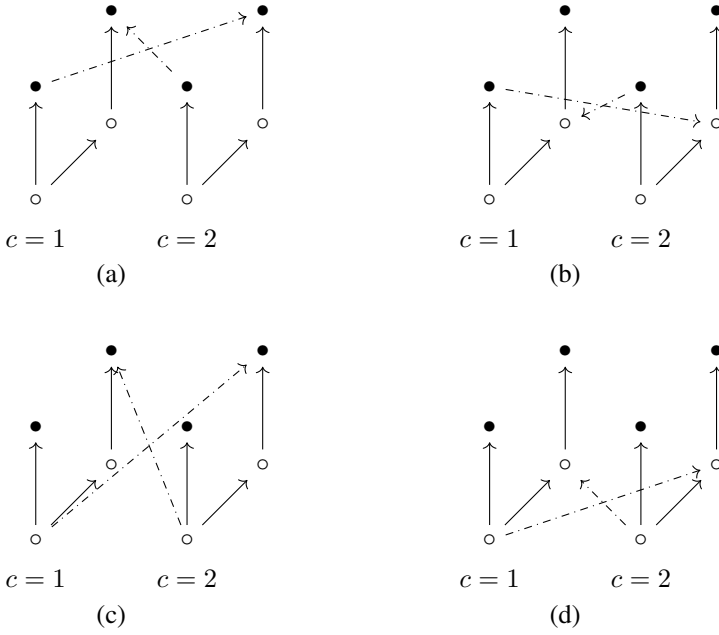 c = 1 c = 2
(a)
c = 1 c = 2
(b)
c = 1 c = 2
(c)
c = 1 c = 2
(d)